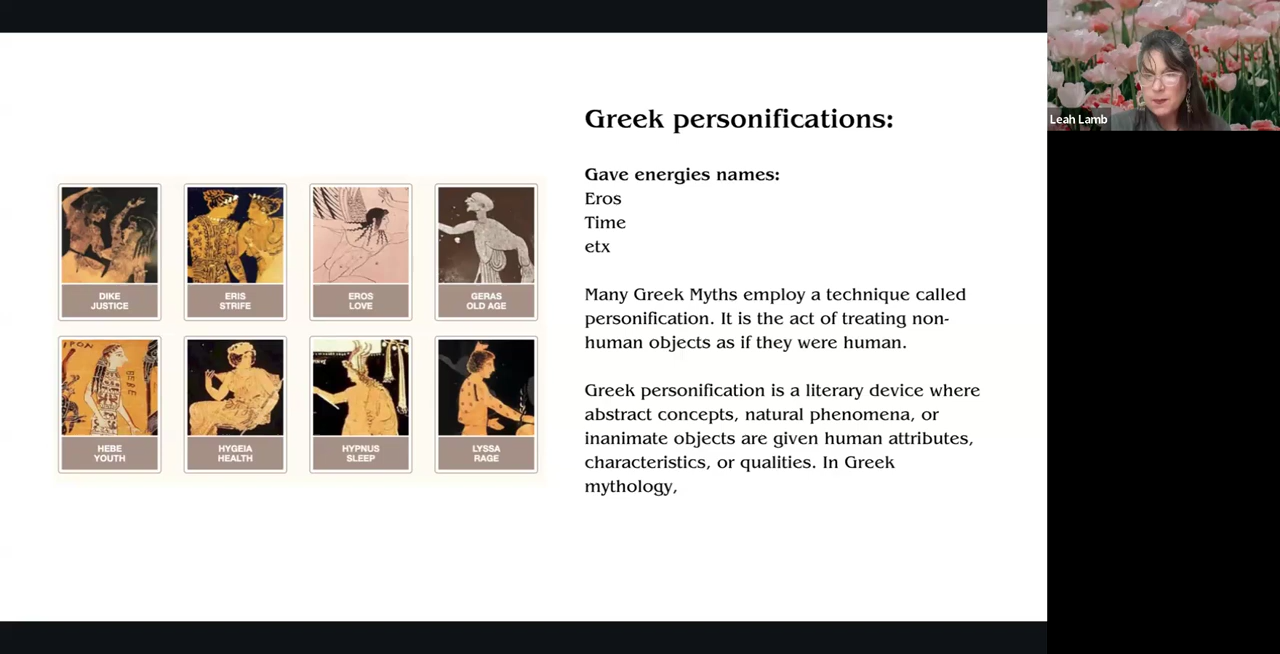 Greek personifications:
Gave energies names:
Eros
Time
etx
Many Greek Myths employ a technique called
personification. It is the act of treating non-
human objects as if they were human.
Greek personification is a literary device where
abstract concepts, natural phenomena, or
inanimate objects are given human attributes,
characteristics, or qualities. In Greek
mythology,
DIKE
JUSTICE
ERIS
STRIFE
EROS
LOVE
GERAS
OLD AGE
HEBE
YOUTH
HYGEIA
HEALTH
HYPNUS
SLEEP
LYSSA
RAGE
Leah Lamb